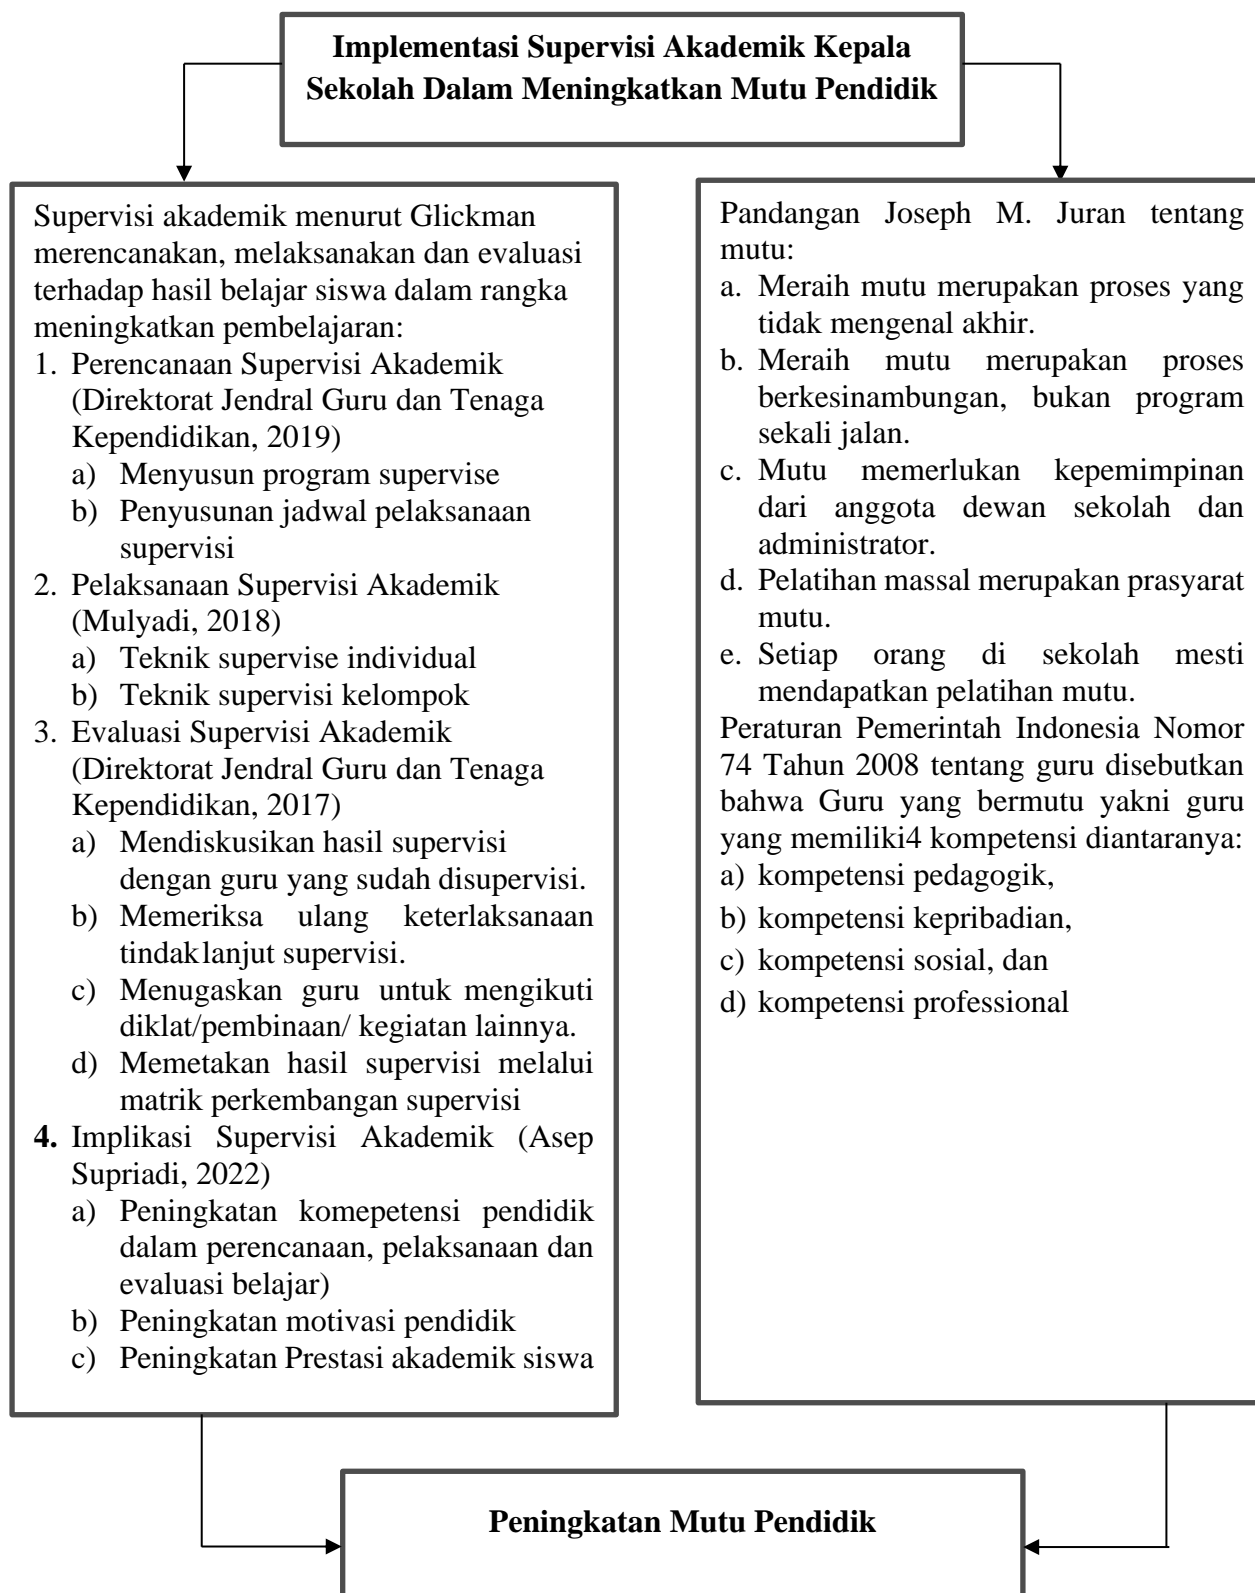 Implementasi Supervisi Akademik Kepala
Sekolah Dalam Meningkatkan Mutu Pendidik
Supervisi akademik menurut Glickman
merencanakan, melaksanakan dan evaluasi
terhadap hasil belajar siswa dalam rangka
meningkatkan pembelajaran:
1. Perencanaan Supervisi Akademik
(Direktorat Jendral Guru dan Tenaga
Kependidikan, 2019)
a) Menyusun program supervise
b) Penyusunan jadwal pelaksanaan
supervisi
2. Pelaksanaan Supervisi Akademik
(Mulyadi, 2018)
a) Teknik supervise individual
b) Teknik supervisi kelompok
3. Evaluasi Supervisi Akademik
(Direktorat Jendral Guru dan Tenaga
Kependidikan, 2017)
a) Mendiskusikan hasil supervisi
dengan guru yang sudah disupervisi.
b) Memeriksa ulang keterlaksanaan
tindaklanjut supervisi.
c) Menugaskan guru untuk mengikuti
diklat/pembinaan/ kegiatan lainnya.
d) Memetakan hasil supervisi melalui
matrik perkembangan supervisi
4. Implikasi Supervisi Akademik (Asep
Supriadi, 2022)
a) Peningkatan komepetensi pendidik
dalam perencanaan, pelaksanaan dan
evaluasi belajar)
b) Peningkatan motivasi pendidik
c) Peningkatan Prestasi akademik siswa
Pandangan Joseph M. Juran tentang
mutu:
a. Meraih mutu merupakan proses yang
tidak mengenal akhir.
b. Meraih mutu merupakan proses
berkesinambungan, bukan program
sekali jalan.
c. Mutu memerlukan kepemimpinan
dari anggota dewan sekolah dan
administrator.
d. Pelatihan massal merupakan prasyarat
mutu.
e. Setiap orang di sekolah mesti
mendapatkan pelatihan mutu.
Peraturan Pemerintah Indonesia Nomor
74 Tahun 2008 tentang guru disebutkan
bahwa Guru yang bermutu yakni guru
yang memiliki4 kompetensi diantaranya:
a) kompetensi pedagogik,
b) kompetensi kepribadian,
c) kompetensi sosial, dan
d) kompetensi professional
Peningkatan Mutu Pendidik